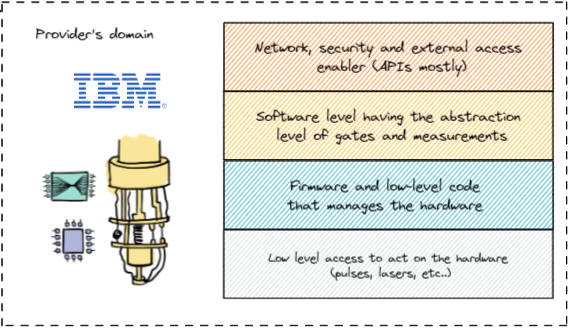 Provider's domain
IBM®
Network, security and external access
enabler (APIs mostly)
Software level having the abstraction
level of gates and measurements
Firmware and low-level code
that manages the hardware
Low level access to act on the hardware
(pulses, lasers, etc..)